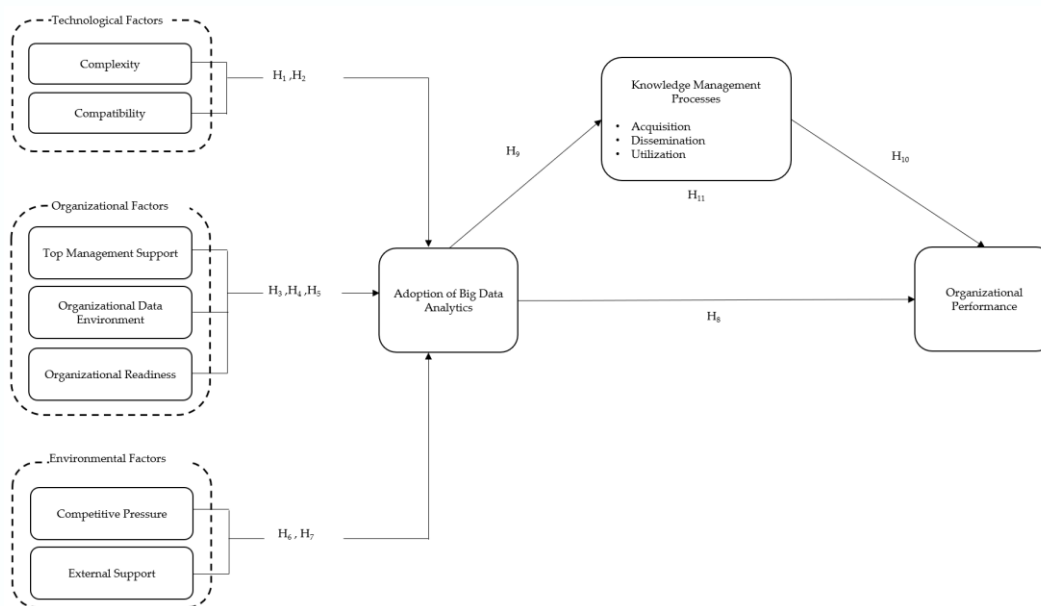 Technological Factors
Complexity
Compatibility
H₁ ,H₂
Organizational Factors
Top Management Support
Organizational Data
Environment
Organizational Readiness
H₃ ,H₄ ,H₅
Environmental Factors
Competitive Pressure
External Support
H₆ , H₇
Adoption of Big Data
Analytics
H₉
Knowledge Management
Processes
• Acquisition
• Dissemination
• Utilization
H₁₁
H₁₀
H₈
Organizational
Performance